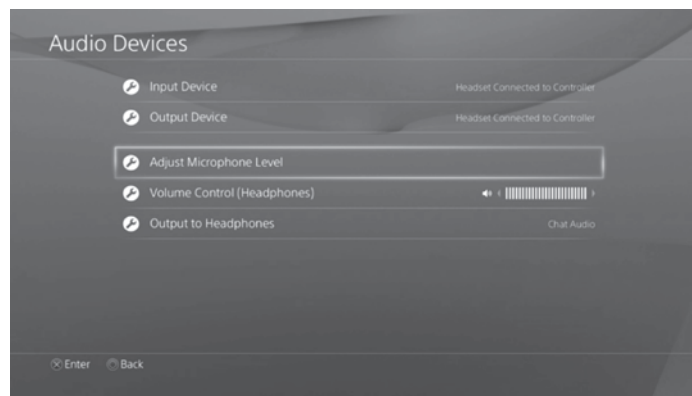 Audio Devices
Input Device Headset Connected to Controller
Output Device Headset Connected to Controller
Adjust Microphone Level
Volume Control (Headphones)
Output to Headphones Chat Audio
Enter Back